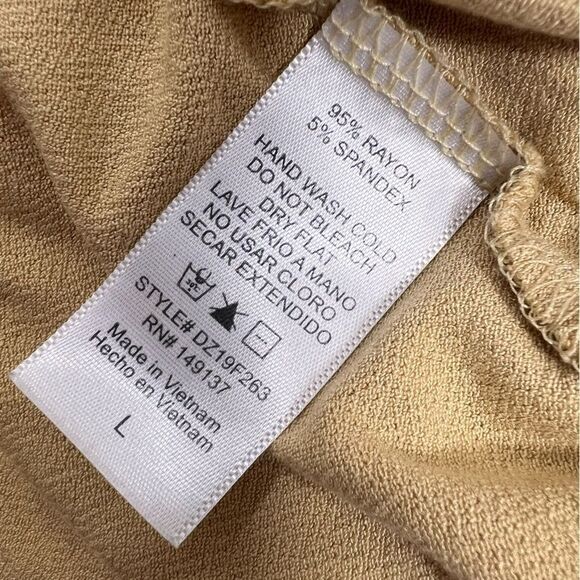 95% RAYON
5% SPANDEX
HAND WASH COLD
DO NOT BLEACH
DRY FLAT
LAVE FRIO A MANO
NO USAR CLORO
SECAR EXTENDIDO
STYLE# DZ19F263
RN# 149137
Made in Vietnam
Hecho en Vietnam
L